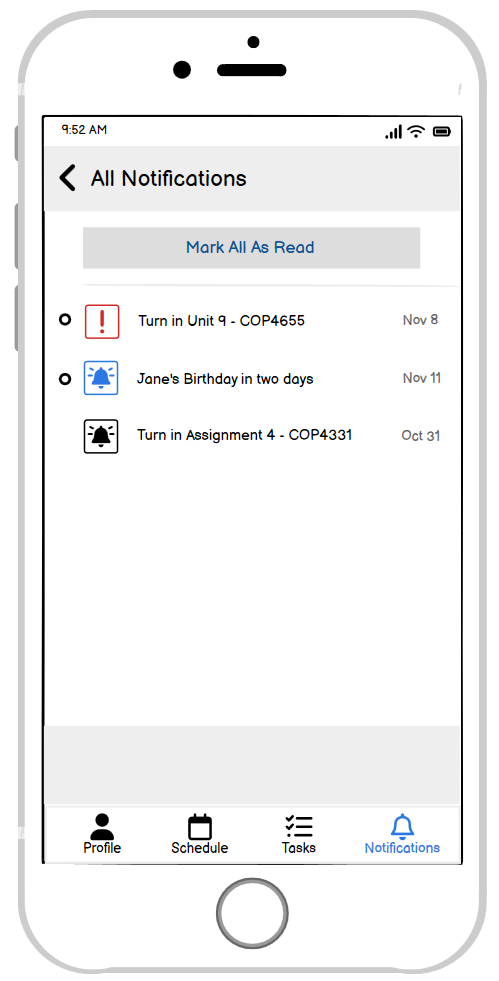 9:52 AM
All Notifications
Mark All As Read
Turn in Unit 9 - COP4655 Nov 8
Jane's Birthday in two days Nov 11
Turn in Assignment 4 - COP4331 Oct 31
Profile Schedule Tasks Notifications